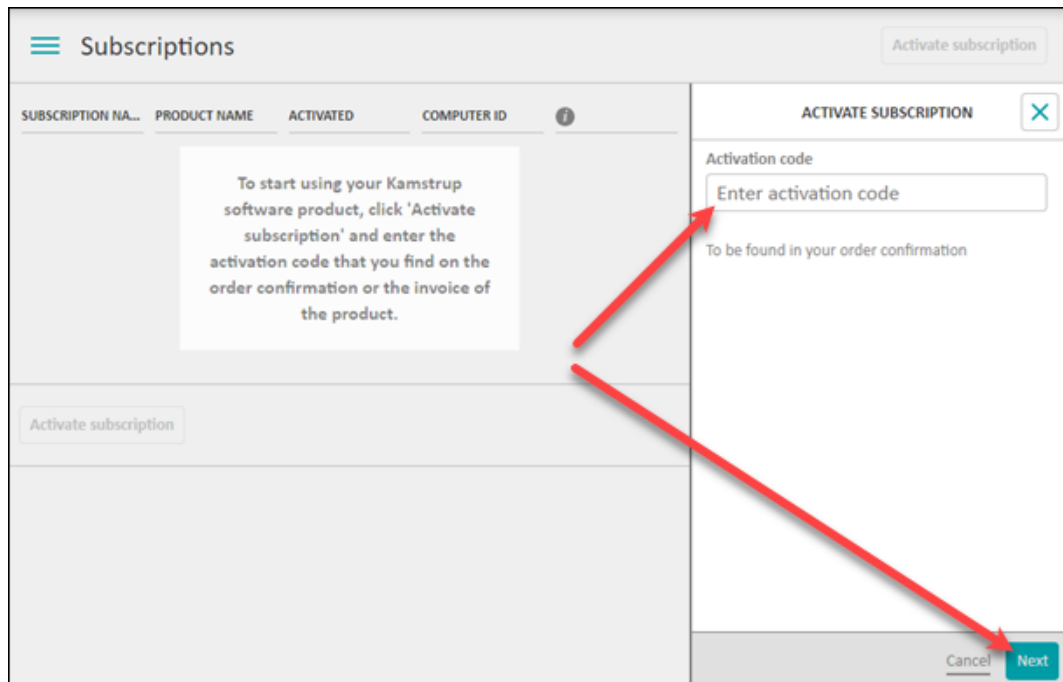 Subscriptions
Activate subscription
SUBSCRIPTION NA... PRODUCT NAME ACTIVATED COMPUTER ID i
To start using your Kamstrup
software product, click 'Activate
subscription' and enter the
activation code that you find on the
order confirmation or the invoice of
the product.
Activate subscription
ACTIVATE SUBSCRIPTION
Activation code
Enter activation code
To be found in your order confirmation
Cancel Next